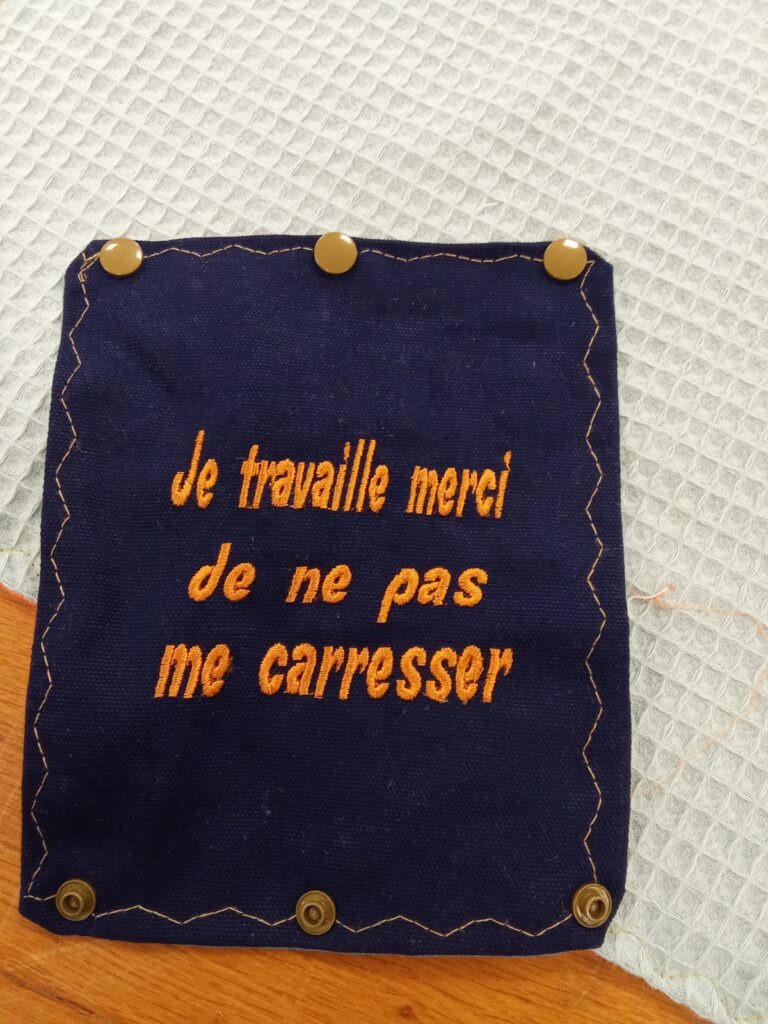 Je travaille merci
de ne pas
me carresser